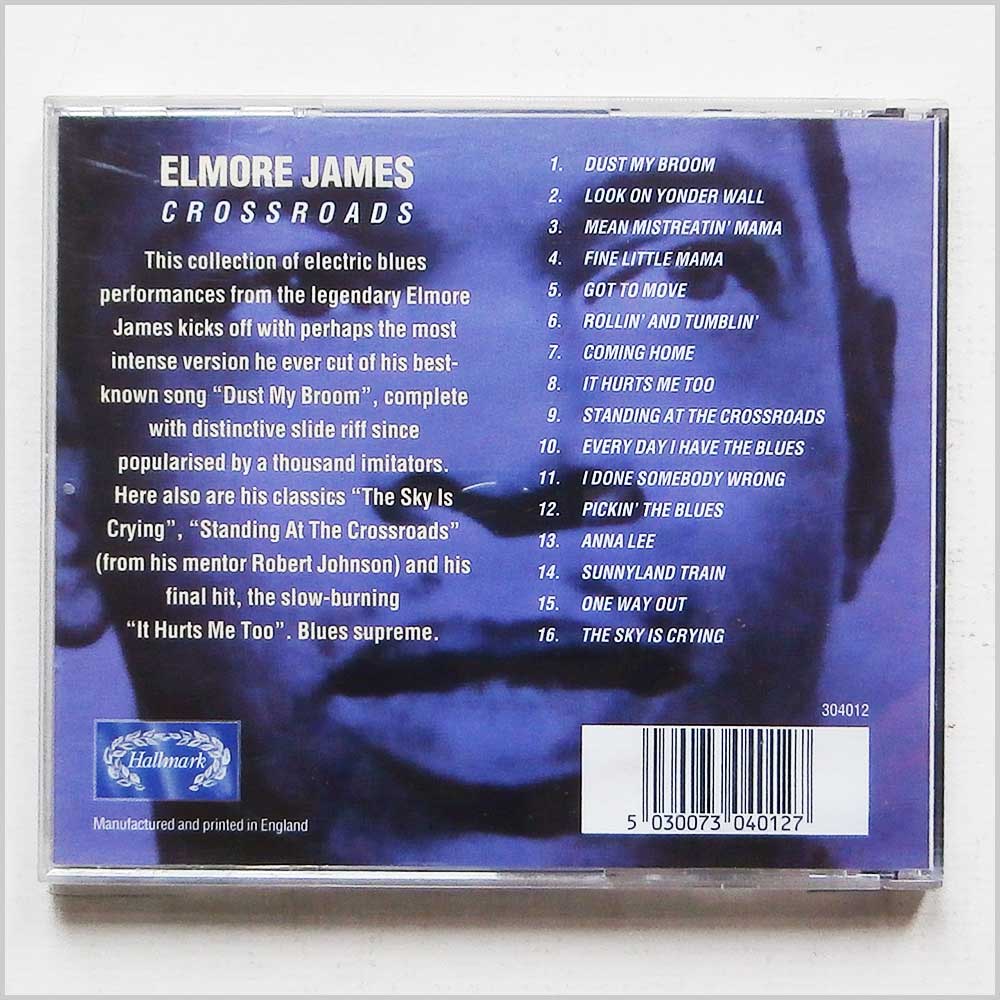 ELMORE JAMES
CROSSROADS
This collection of electric blues
performances from the legendary Elmore
James kicks off with perhaps the most
intense version he ever cut of his best-
known song “Dust My Broom”, complete
with distinctive slide riff since
popularised by a thousand imitators.
Here also are his classics “The Sky Is
Crying”, “Standing At The Crossroads”
(from his mentor Robert Johnson) and his
final hit, the slow-burning
“It Hurts Me Too”. Blues supreme.
1. DUST MY BROOM
2. LOOK ON YONDER WALL
3. MEAN MISTREATIN’ MAMA
4. FINE LITTLE MAMA
5. GOT TO MOVE
6. ROLLIN’ AND TUMBLIN’
7. COMING HOME
8. IT HURTS ME TOO
9. STANDING AT THE CROSSROADS
10. EVERY DAY I HAVE THE BLUES
11. I DONE SOMEBODY WRONG
12. PICKIN’ THE BLUES
13. ANNA LEE
14. SUNNYLAND TRAIN
15. ONE WAY OUT
16. THE SKY IS CRYING
Hallmark
Manufactured and printed in England
304012
5 030073 040127